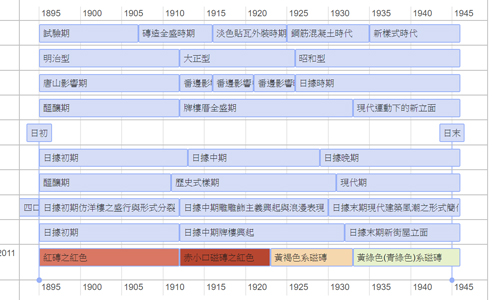 1895 1900 1905 1910 1915 1920 1925 1930 1935 1940 1945
試驗期 磚造全盛時期 淡色貼瓦外裝時期 鋼筋混凝土時代 新樣式時代
明治型 大正型 昭和型
唐山影響期 番邊影 番邊影 番邊影 日據時期
醞釀期 牌樓厝全盛期 現代運動下的新立面
日初 日末
日據初期 日據中期 日據晚期
醞釀期 歷史式樣期 現代期
四口 日據初期仿洋樓之盛行與形式分裂 日據中期雕飾主義興起與浪漫表現 日據末期現代建築風潮之形式簡化
日據初期 日據中期牌樓興起 日據末期新街屋立面
2011 紅磚之紅色 赤小口磁磚之紅色 黃褐色系磁磚 黃綠色(青綠色)系磁磚
1895 1900 1905 1910 1915 1920 1925 1930 1935 1940 1945